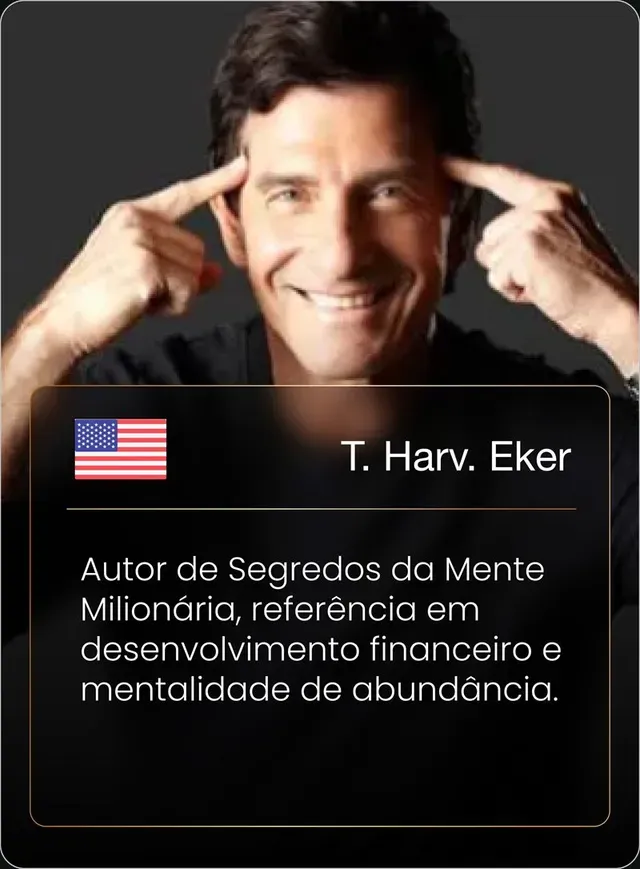 T. Harv. Eker
Autor de Segredos da Mente
Milionária, referência em
desenvolvimento financeiro e
mentalidade de abundância.